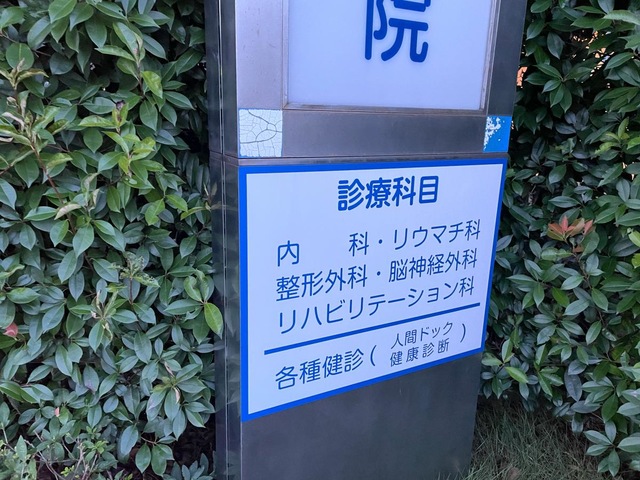 院
診療科目
内　　科・リウマチ科
整形外科・脳神経外科
リハビリテーション科
各種健診(人間ドック
健康診断)